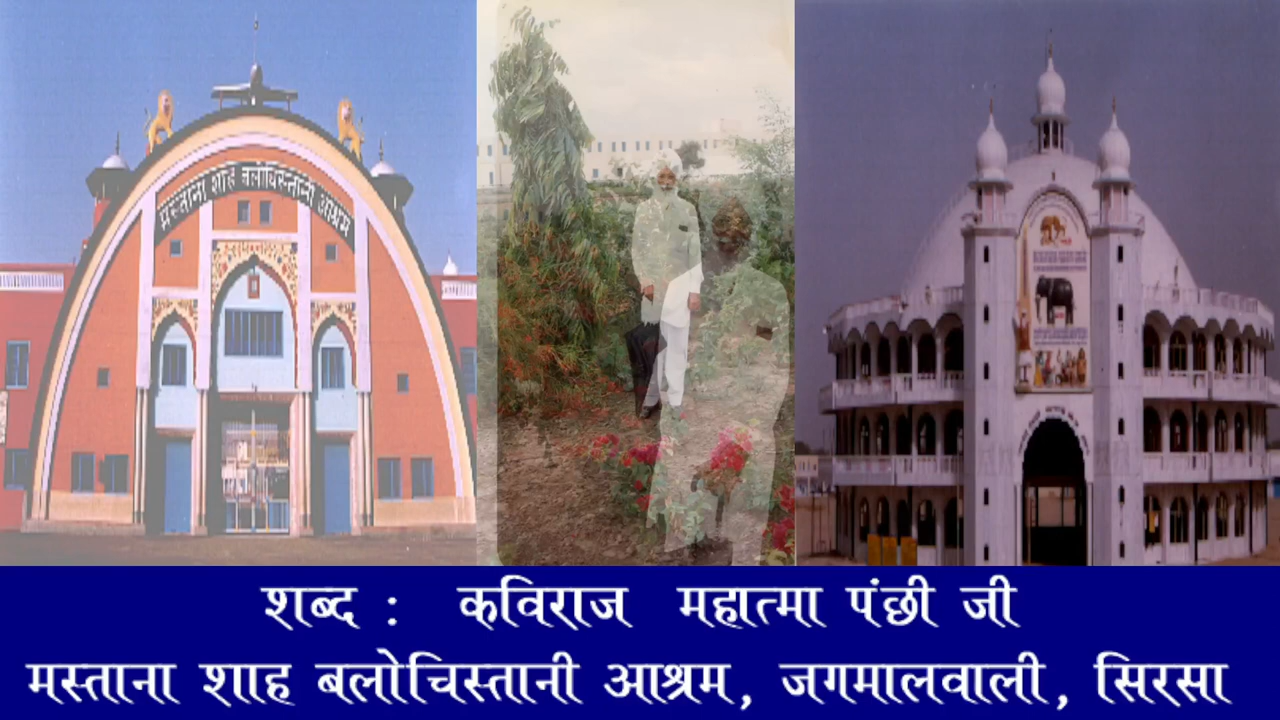 मस्ताना शाह बलोचिस्तानी आश्रम
शब्द : कविराज महात्मा पंछी जी
मस्ताना शाह बलोचिस्तानी आश्रम, जगमालवाली, सिरसा